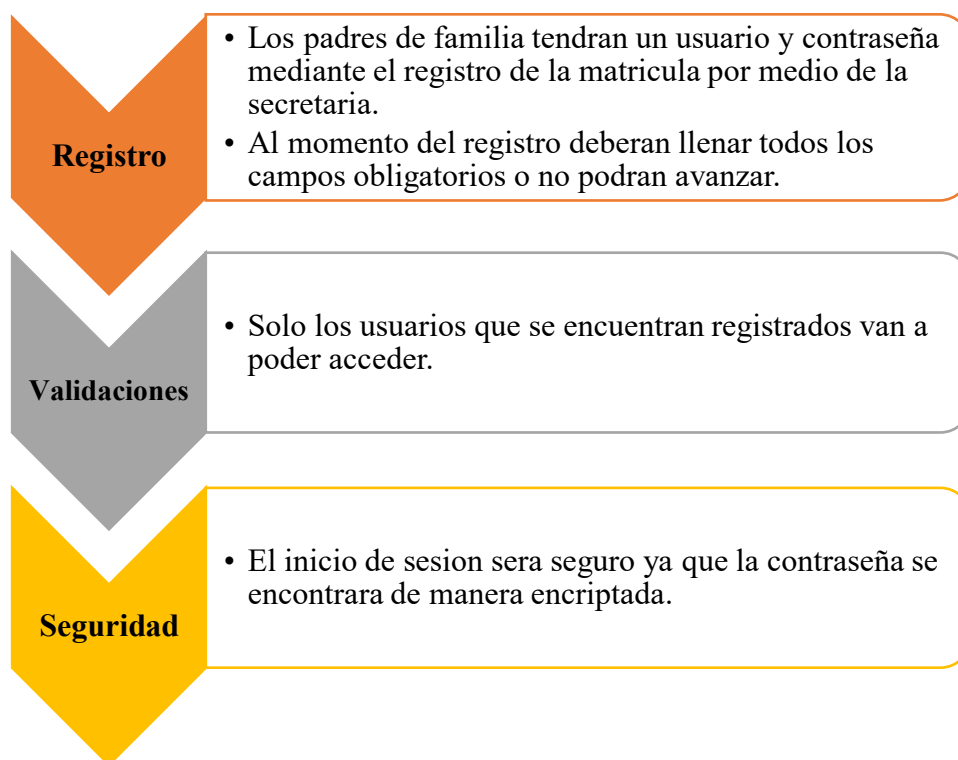 Registro
• Los padres de familia tendran un usuario y contraseña
mediante el registro de la matricula por medio de la
secretaria.
• Al momento del registro deberan llenar todos los
campos obligatorios o no podran avanzar.
Validaciones
• Solo los usuarios que se encuentran registrados van a
poder acceder.
Seguridad
• El inicio de sesion sera seguro ya que la contraseña se
encontrara de manera encriptada.